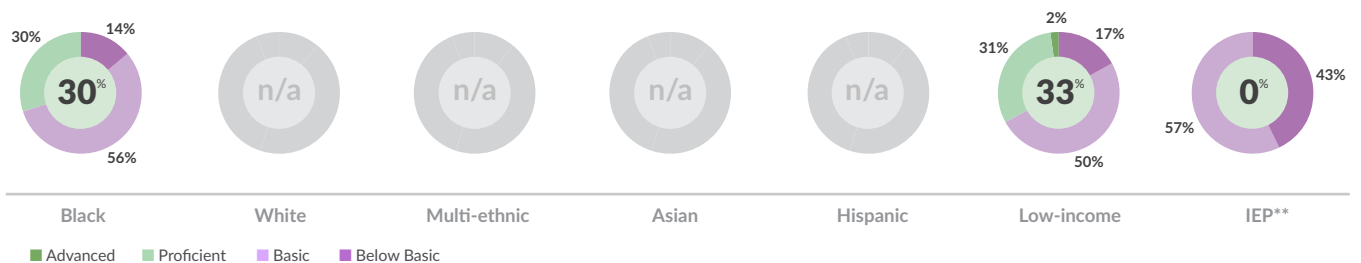 30% 14%
30%
56%
n/a
n/a
n/a
n/a
2%
31% 17%
33%
50%
43%
0%
57%
Black White Multi-ethnic Asian Hispanic Low-income IEP**
Advanced Proficient Basic Below Basic